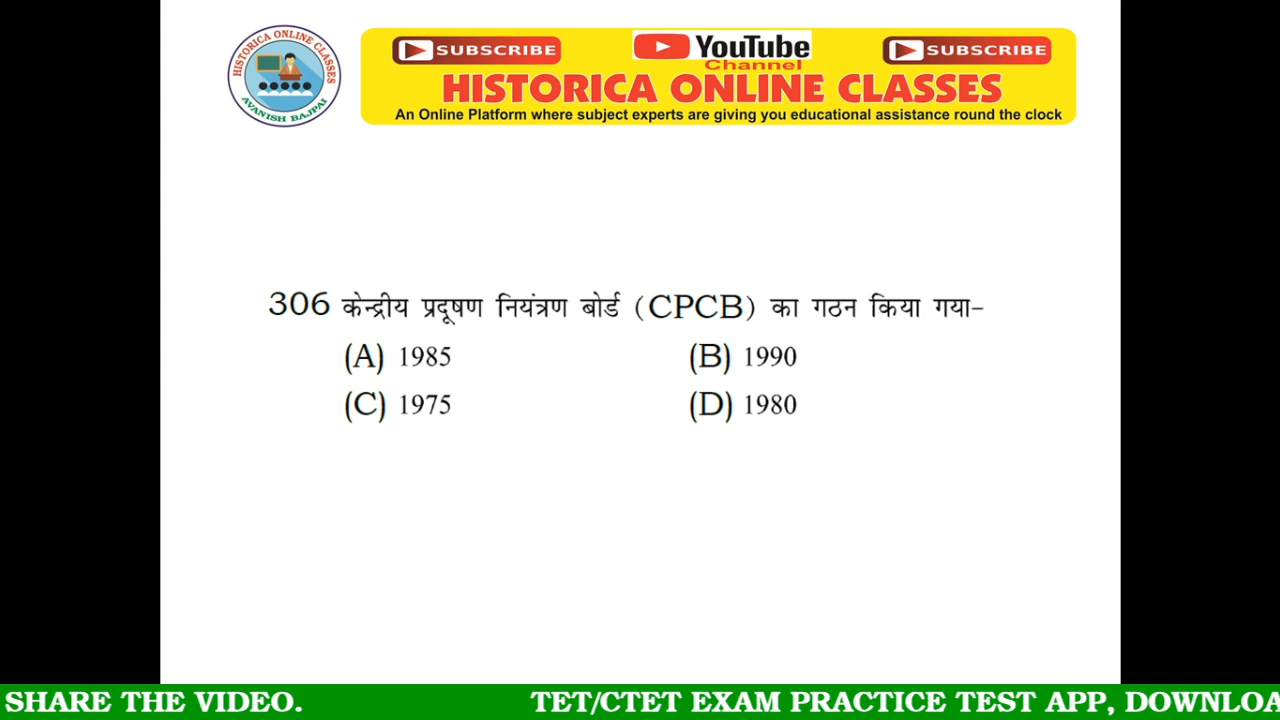 HISTORICA ONLINE CLASSES
AVANISH BAJPAI
SUBSCRIBE
YouTube
SUBSCRIBE
Channel
HISTORICA ONLINE CLASSES
An Online Platform where subject experts are giving you educational assistance round the clock
306 केन्द्रीय प्रदूषण नियंत्रण बोर्ड (CPCB) का गठन किया गया-
(A) 1985 (B) 1990
(C) 1975 (D) 1980
SHARE THE VIDEO. TET/CTET EXAM PRACTICE TEST APP, DOWNLOA